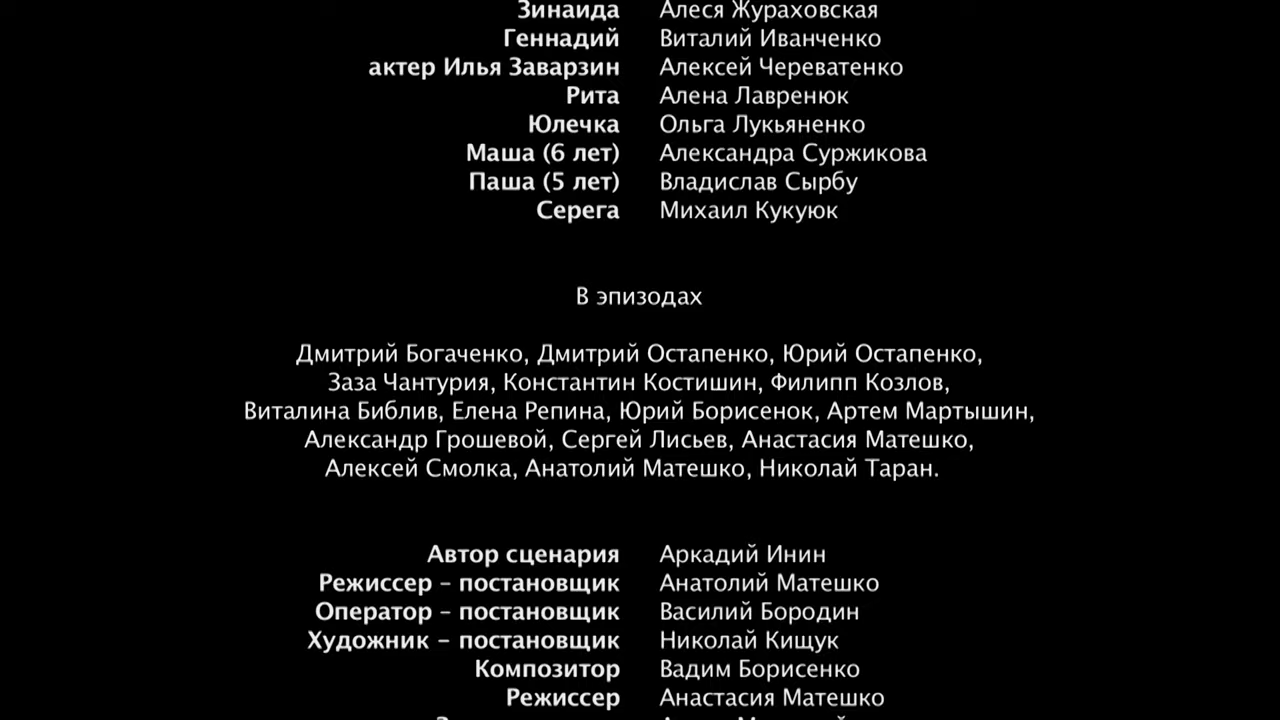 Зинаида Алеся Жураховская
Геннадий Виталий Иванченко
актер Илья Заварзин Алексей Череватенко
Рита Алена Лавренюк
Юлечка Ольга Лукьяненко
Маша (6 лет) Александра Суржикова
Паша (5 лет) Владислав Сырбу
Серега Михаил Кукуюк
В эпизодах
Дмитрий Богаченко, Дмитрий Остапенко, Юрий Остапенко,
Заза Чантурия, Константин Костишин, Филипп Козлов,
Виталина Библив, Елена Репина, Юрий Борисенок, Артем Мартышин,
Александр Грошевой, Сергей Лисьев, Анастасия Матешко,
Алексей Смолка, Анатолий Матешко, Николай Таран.
Автор сценария Аркадий Инин
Режиссер – постановщик Анатолий Матешко
Оператор – постановщик Василий Бородин
Художник – постановщик Николай Кищук
Композитор Вадим Борисенко
Режиссер Анастасия Матешко